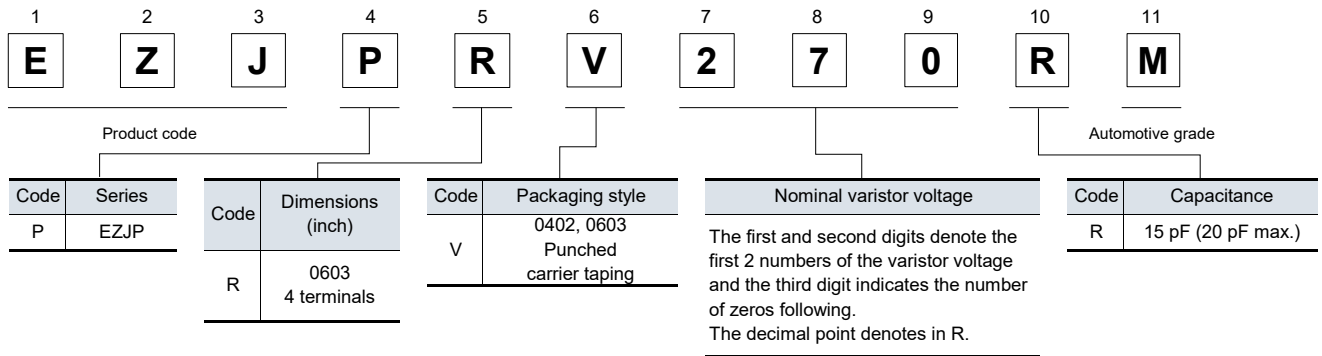 1 2 3 4 5 6 7 8 9 10 11
E Z J P R V 2 7 0 R M
Product code
Automotive grade
Code Series
P EZJP
Code Dimensions
(inch)
R 0603
4 terminals
Code Packaging style
V 0402, 0603
Punched
carrier taping
Nominal varistor voltage
The first and second digits denote the
first 2 numbers of the varistor voltage
and the third digit indicates the number
of zeros following.
The decimal point denotes in R.
Code Capacitance
R 15 pF (20 pF max.)